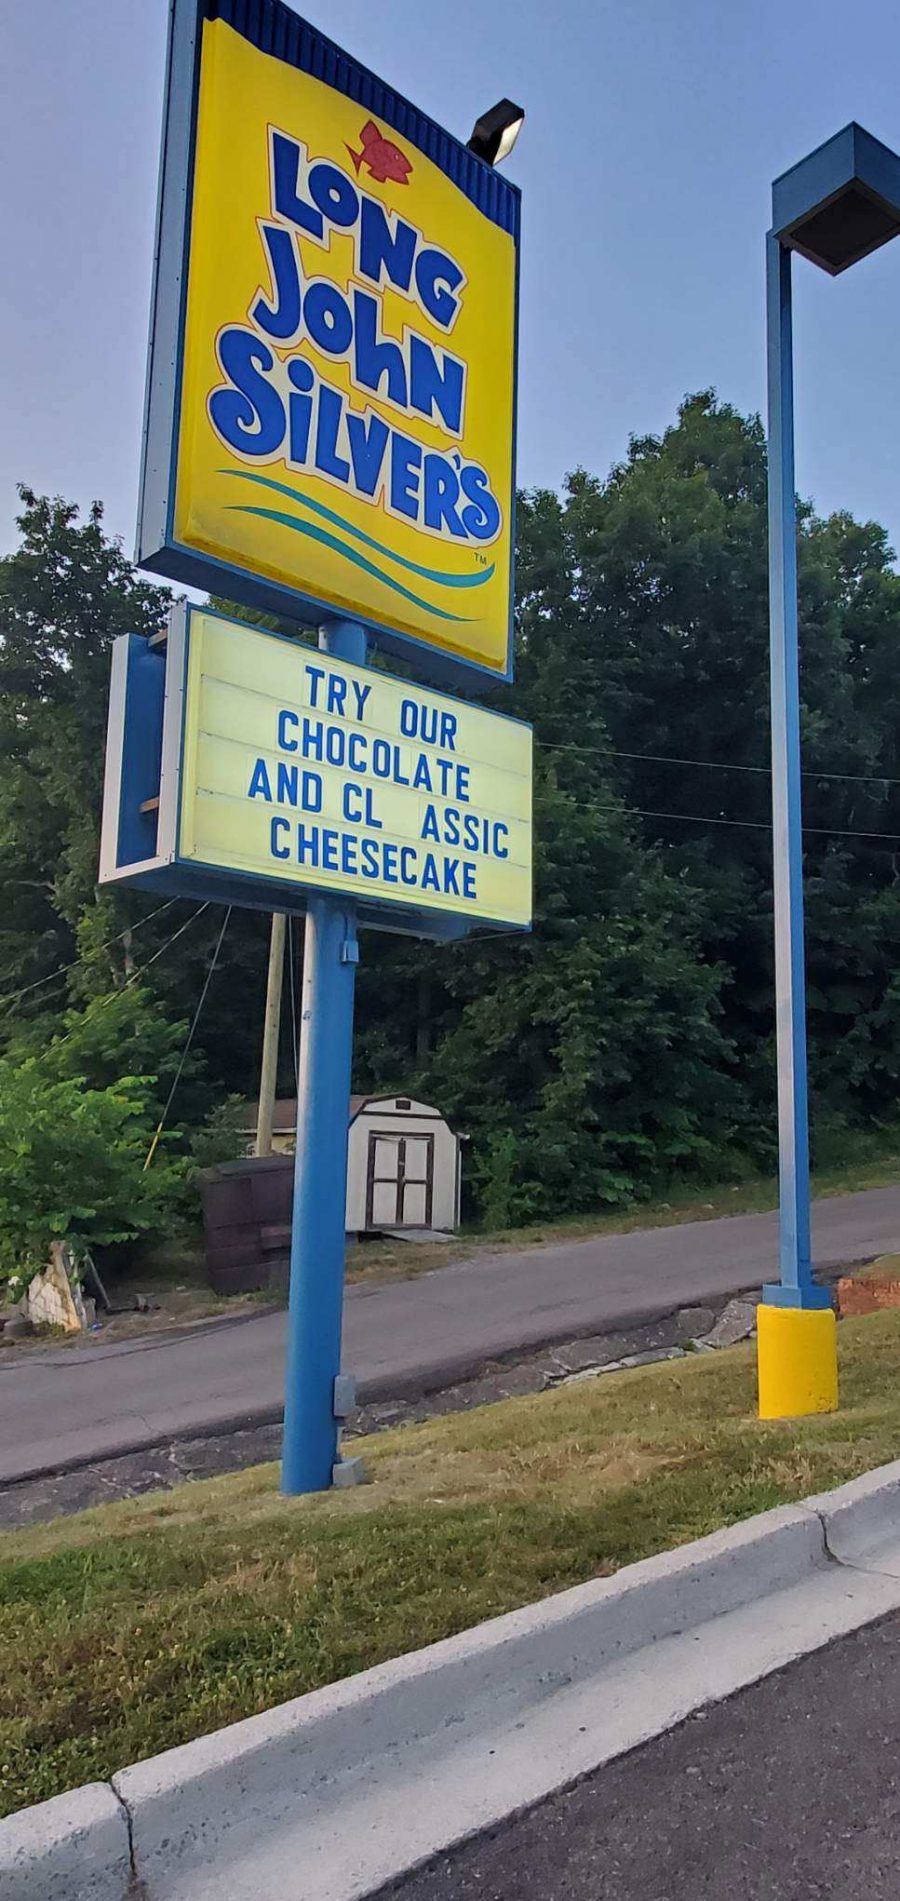 LONG
JOHN
SILVER'S
TM
TRY OUR
CHOCOLATE
AND CL ASSIC
CHEESECAKE